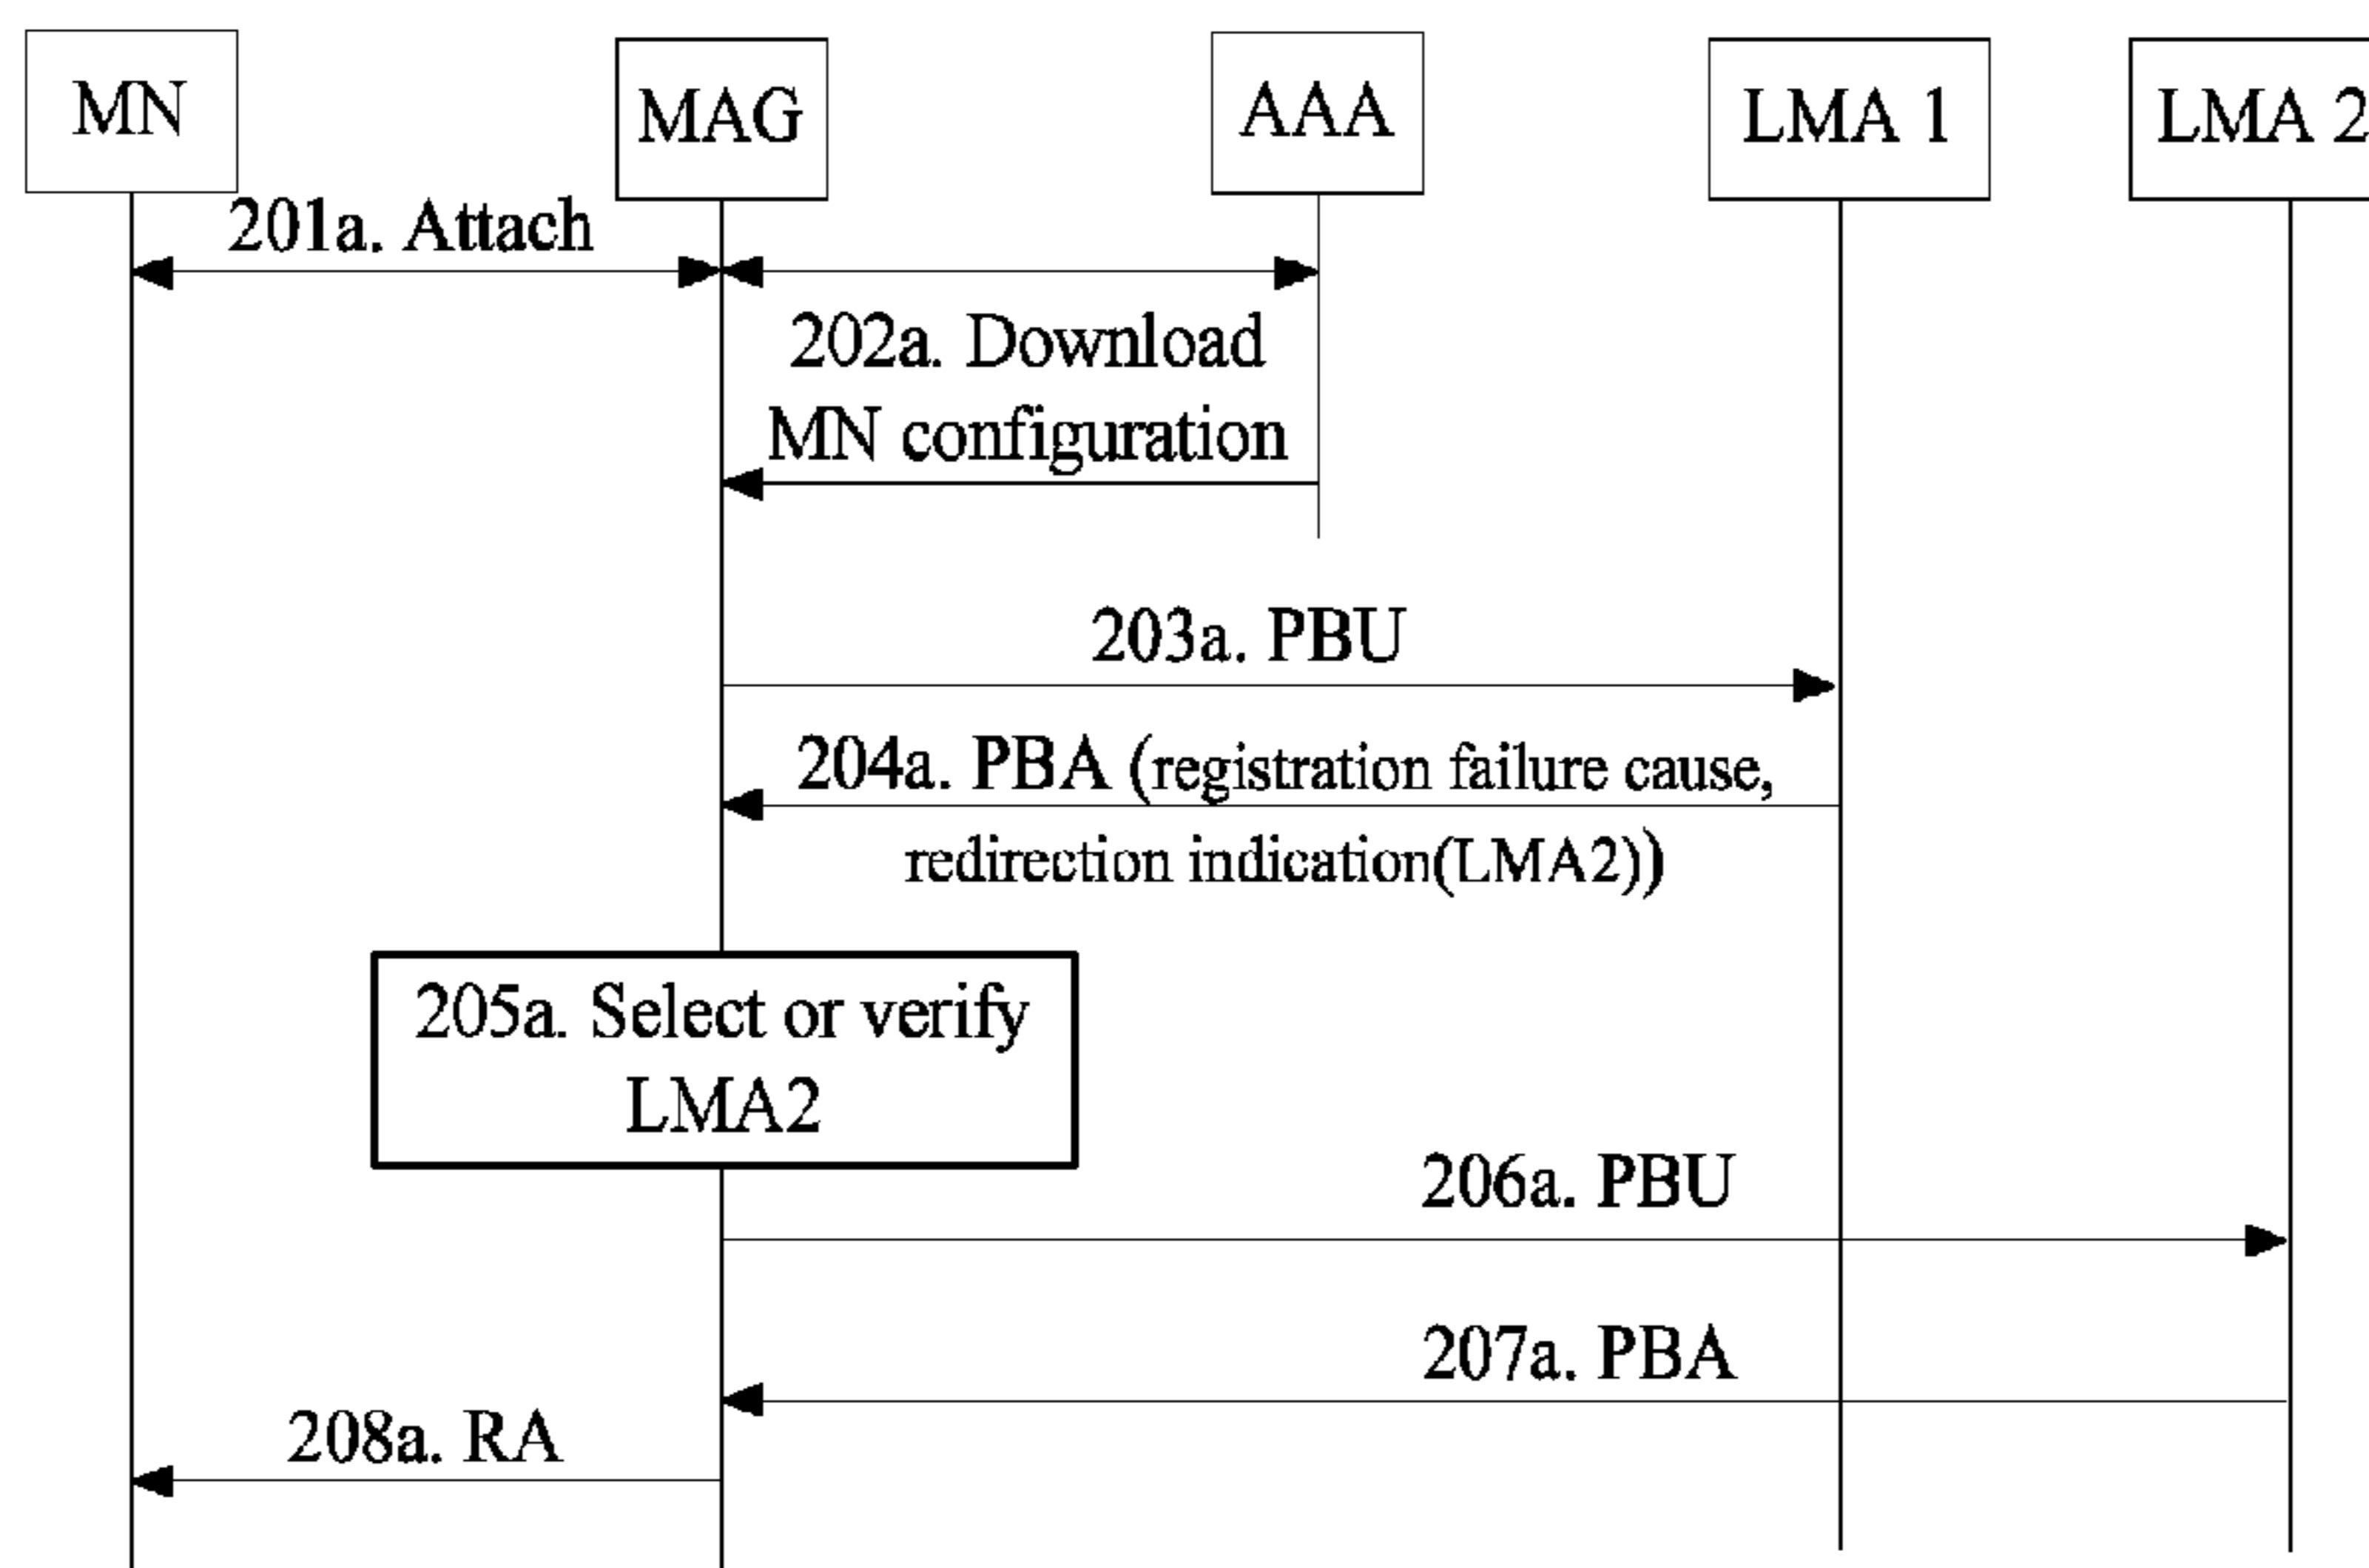 MN
MAG
AAA
LMA 1
LMA 2
201a. Attach
202a. Download
MN configuration
203a. PBU
204a. PBA (registration failure cause,
redirection indication(LMA2))
205a. Select or verify
LMA2
206a. PBU
207a. PBA
208a. RA